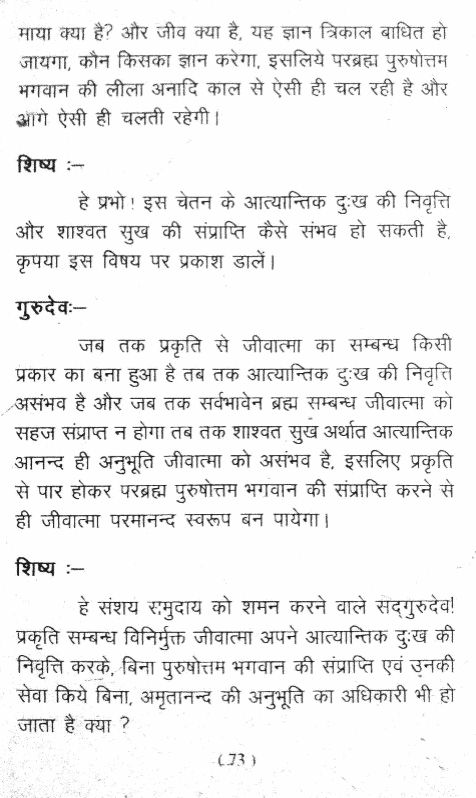 माया क्या है? और जीव क्या है, यह ज्ञान त्रिकाल बाधित हो
जायगा, कौन किसका ज्ञान करेगा, इसलिये परब्रह्म पुरुषोत्तम
भगवान की लीला अनादि काल से ऐसी ही चल रही है और
आगे ऐसी ही चलती रहेगी।
शिष्य :–
हे प्रभो! इस चेतन के आत्यान्तिक दुःख की निवृत्ति
और शाश्वत सुख की संप्राप्ति कैसे संभव हो सकती है,
कृपया इस विषय पर प्रकाश डालें।
गुरुदेवः–
जब तक प्रकृति से जीवात्मा का सम्बन्ध किसी
प्रकार का बना हुआ है तब तक आत्यान्तिक दुःख की निवृत्ति
असंभव है और जब तक सर्वभावेन ब्रह्म सम्बन्ध जीवात्मा को
सहज संप्राप्त न होगा तब तक शाश्वत सुख अर्थात आत्यान्तिक
आनन्द ही अनुभूति जीवात्मा को असंभव है, इसलिए प्रकृति
से पार होकर परब्रह्म पुरुषोत्तम भगवान की संप्राप्ति करने से
ही जीवात्मा परमानन्द स्वरूप बन पायेगा।
शिष्य :–
हे संशय समुदाय को शमन करने वाले सद्गुरुदेव!
प्रकृति सम्बन्ध विनिर्मुक्त जीवात्मा अपने आत्यान्तिक दुःख की
निवृत्ति करके, बिना पुरुषोत्तम भगवान की संप्राप्ति एवं उनकी
सेवा किये बिना, अमृतानन्द की अनुभूति का अधिकारी भी हो
जाता है क्या ?
(73)